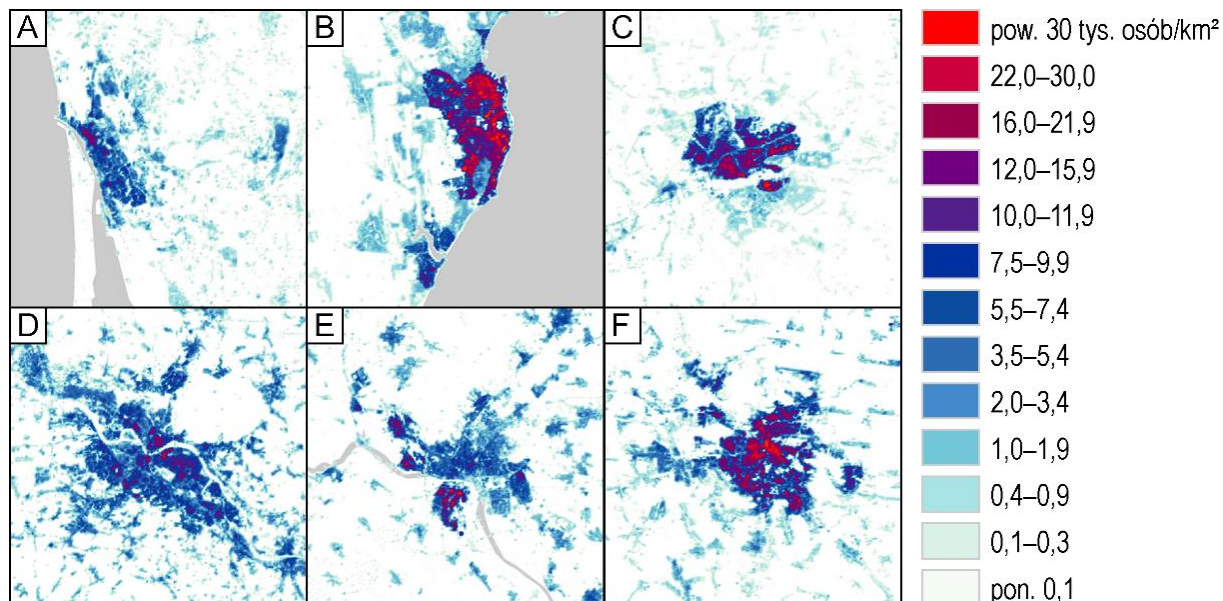 A
B
C
D
E
F
pow. 30 tys. osób/km²
22,0–30,0
16,0–21,9
12,0–15,9
10,0–11,9
7,5–9,9
5,5–7,4
3,5–5,4
2,0–3,4
1,0–1,9
0,4–0,9
0,1–0,3
pon. 0,1